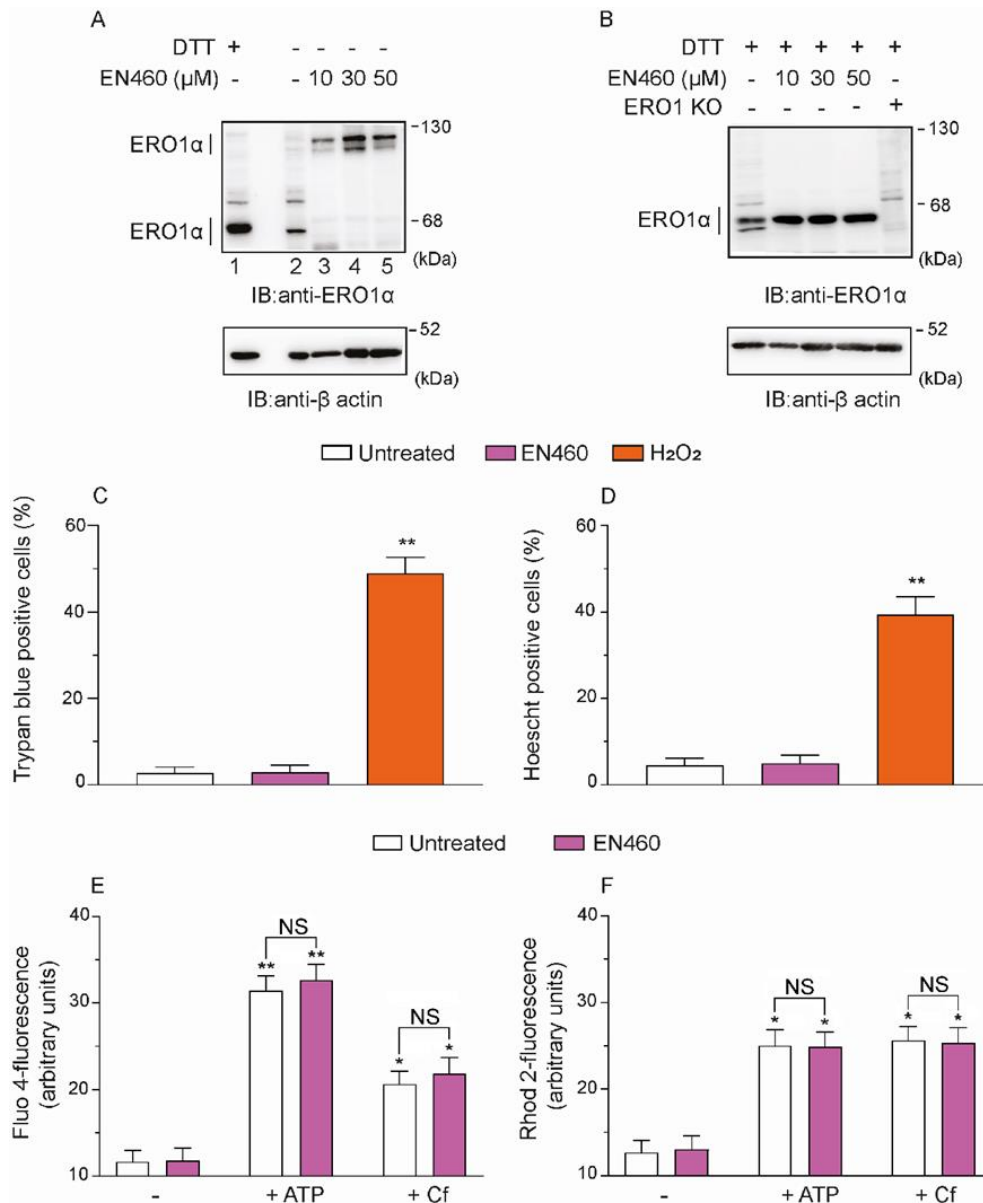 A
DTT + - - - -
EN460 (µM) - - 10 30 50
ERO1α
ERO1α
-130
-68
(kDa)
1 2 3 4 5
IB:anti-ERO1α
-52
(kDa)
IB:anti-β actin
B
DTT + + + + +
EN460 (µM) - 10 30 50 -
ERO1 KO - - - - +
ERO1α
-130
-68
(kDa)
IB:anti-ERO1α
-52
(kDa)
IB:anti-β actin
Untreated EN460 H₂O₂
C
Trypan blue positive cells (%)
60
40
20
0
**
D
Hoescht positive cells (%)
60
40
20
0
**
Untreated EN460
E
Fluo 4-fluorescence
(arbitrary units)
40
30
20
10
NS
** **
NS
* *
- + ATP + Cf
F
Rhod 2-fluorescence
(arbitrary units)
40
30
20
10
NS NS
* * * *
- + ATP + Cf